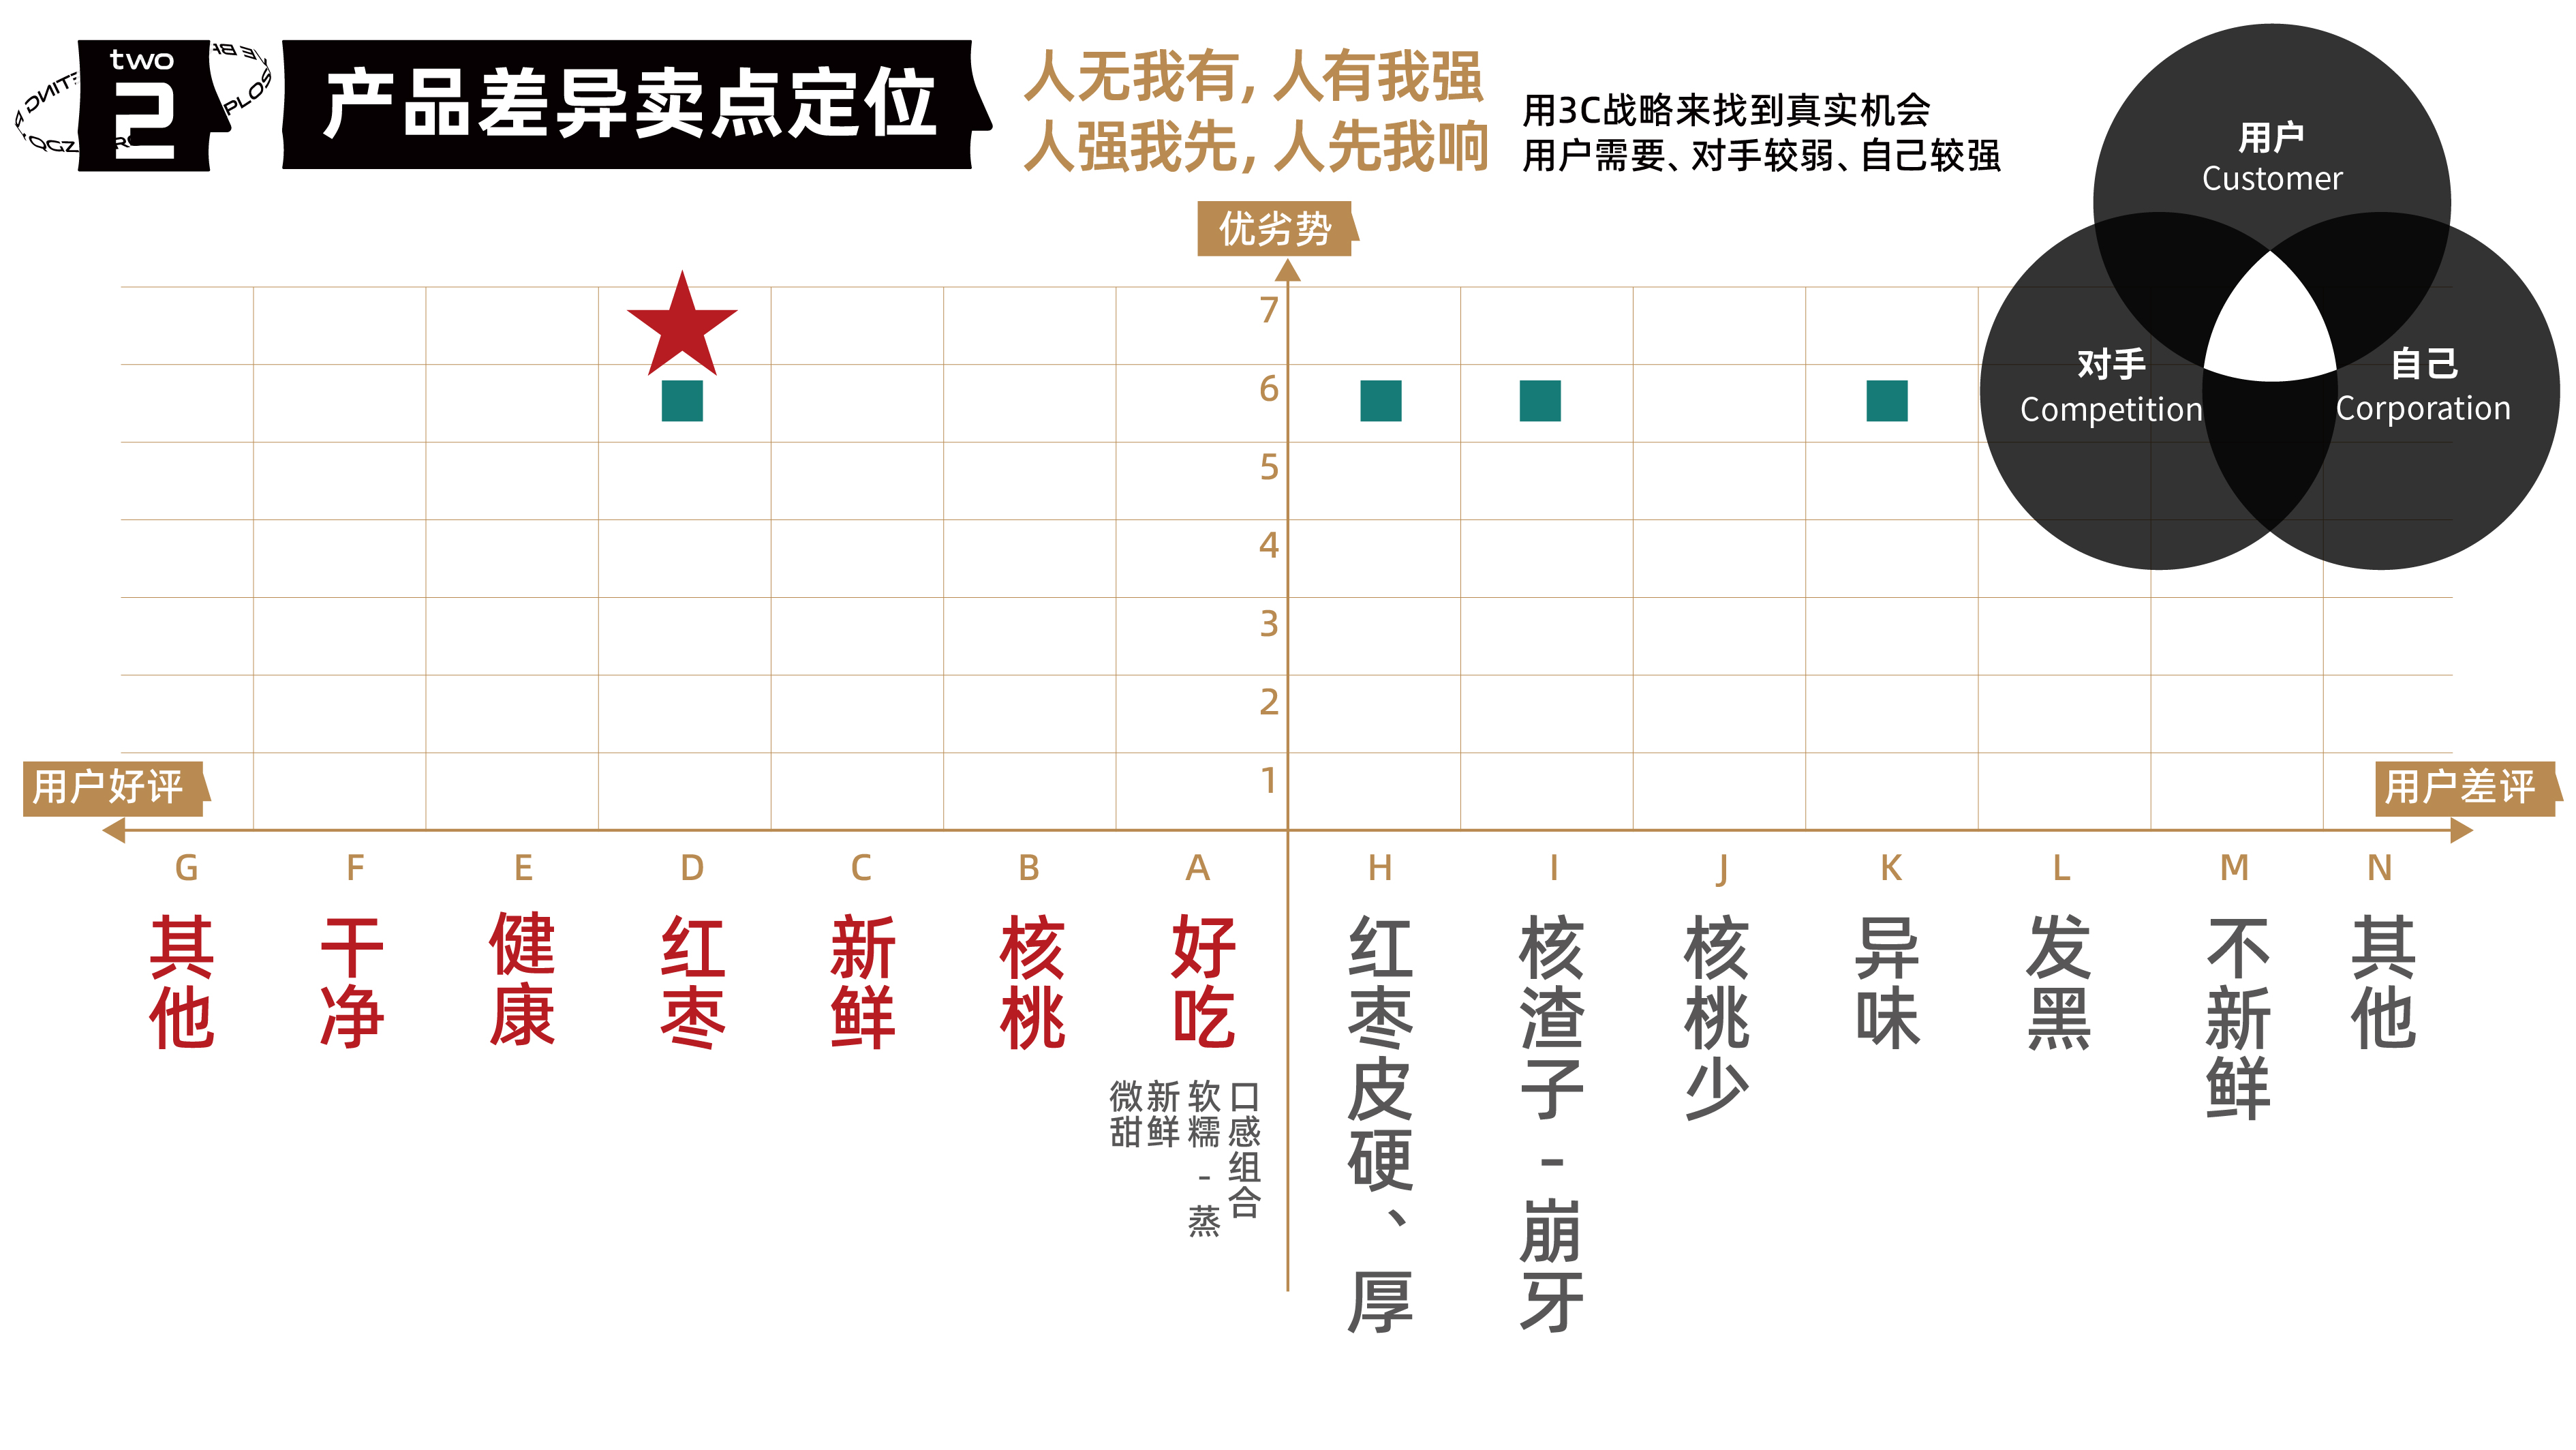 two
2
产品差异卖点定位
人无我有,人有我强
人强我先,人先我响
用3C战略来找到真实机会
用户需要、对手较弱、自己较强
用户
Customer
对手
Competition
自己
Corporation
优劣势
7
6
5
4
3
2
1
用户好评
用户差评
G
F
E
D
C
B
A
H
I
J
K
L
M
N
其他
干净
健康
红枣
新鲜
核桃
好吃
口感组合
软糯-蒸
新鲜
微甜
红枣皮硬、厚
核渣子-崩牙
核桃少
异味
发黑
不新鲜
其他